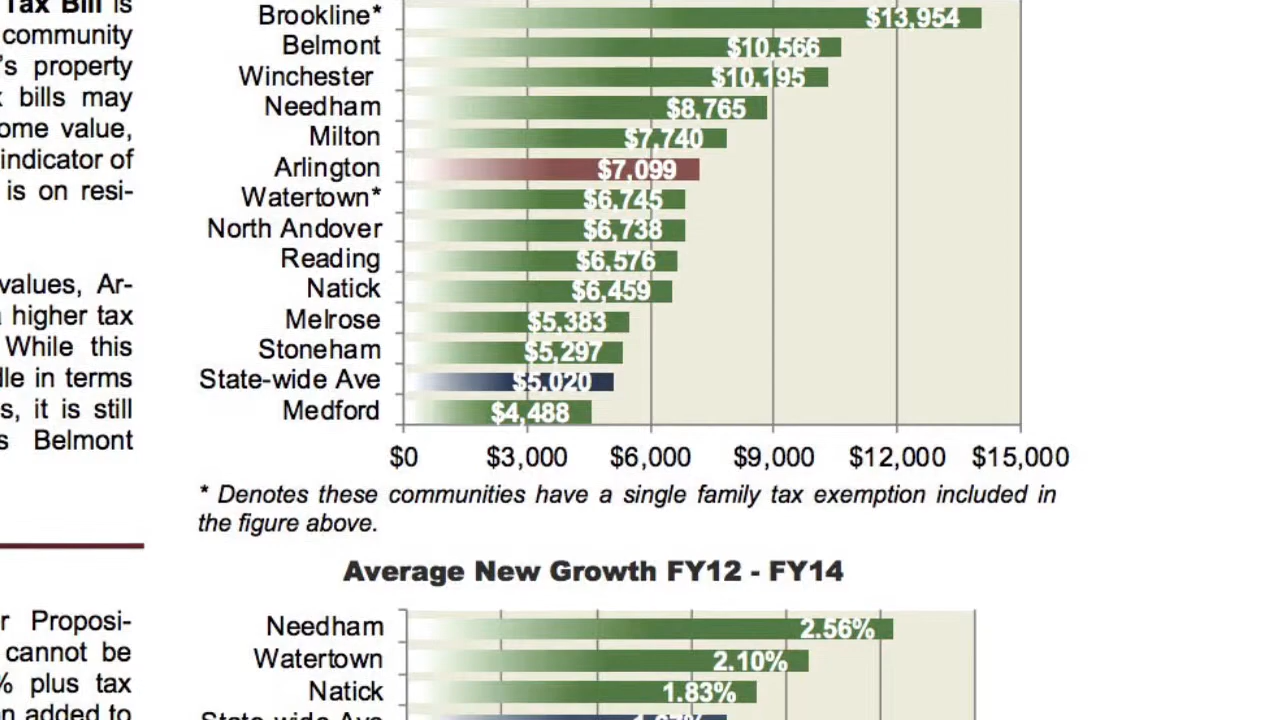 Tax Bill is
community
's property
bills may
ome value,
indicator of
is on resi-
values, Ar-
a higher tax
While this
dle in terms
s, it is still
s Belmont
Brookline* $13,954
Belmont $10,566
Winchester $10,195
Needham $8,765
Milton $7,740
Arlington $7,099
Watertown* $6,745
North Andover $6,738
Reading $6,576
Natick $6,459
Melrose $5,383
Stoneham $5,297
State-wide Ave $5,020
Medford $4,488
$0 $3,000 $6,000 $9,000 $12,000 $15,000
* Denotes these communities have a single family tax exemption included in
the figure above.
r Proposi-
cannot be
% plus tax
n added to
Average New Growth FY12 - FY14
Needham 2.56%
Watertown 2.10%
Natick 1.83%
State-wide Ave